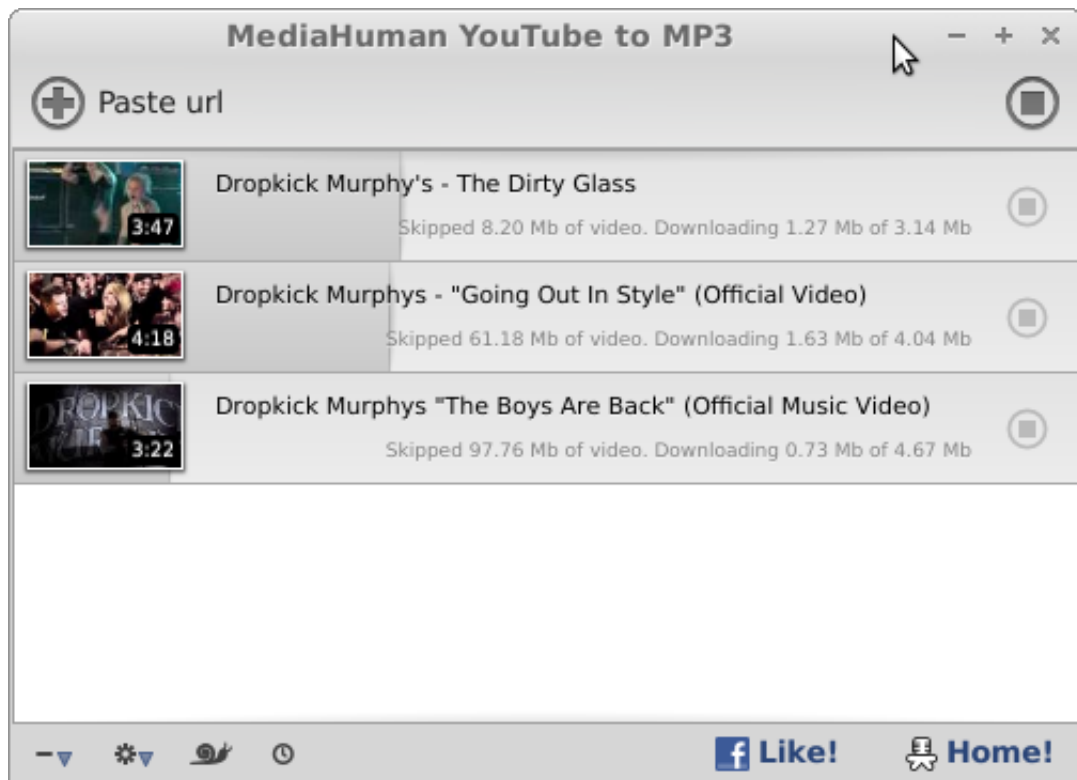 MediaHuman YouTube to MP3
Paste url
Dropkick Murphy's - The Dirty Glass
3:47
Skipped 8.20 Mb of video. Downloading 1.27 Mb of 3.14 Mb
Dropkick Murphys - "Going Out In Style" (Official Video)
4:18
Skipped 61.18 Mb of video. Downloading 1.63 Mb of 4.04 Mb
Dropkick Murphys "The Boys Are Back" (Official Music Video)
3:22
Skipped 97.76 Mb of video. Downloading 0.73 Mb of 4.67 Mb
f Like!
Home!